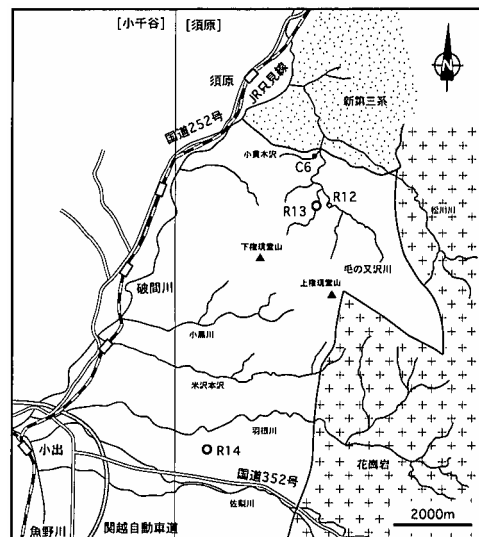 [小千谷] [須原]
須原
JR只見線
新第三系
国道252号
小黄木沢
C6
R12
R13
松川川
下権現堂山
毛の又沢川
上権現堂山
破間川
小黒川
米沢本沢
羽根川
R14
小出
国道352号
花崗岩
佐梨川
魚野川
関越自動車道
2000m